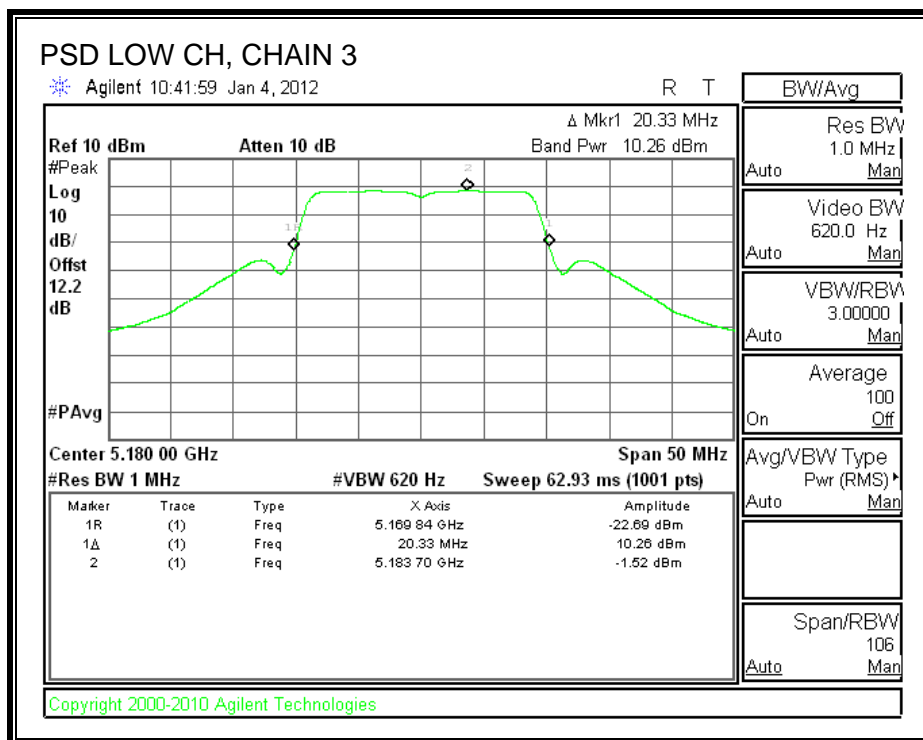 PSD LOW CH, CHAIN 3
Agilent 10:41:59 Jan 4, 2012 R T
Δ Mkr1 20.33 MHz
Ref 10 dBm Atten 10 dB Band Pwr 10.26 dBm
#Peak
Log
10
dB/
Offst
12.2
dB
#PAvg
1R
2
1
Center 5.180 00 GHz Span 50 MHz
#Res BW 1 MHz #VBW 620 Hz Sweep 62.93 ms (1001 pts)
Marker Trace Type X Axis Amplitude
1R (1) Freq 5.169 84 GHz -22.69 dBm
1Δ (1) Freq 20.33 MHz 10.26 dBm
2 (1) Freq 5.183 70 GHz -1.52 dBm
Copyright 2000-2010 Agilent Technologies
BW/Avg
Res BW
1.0 MHz
Auto Man
Video BW
620.0 Hz
Auto Man
VBW/RBW
3.00000
Auto Man
Average
100
On Off
Avg/VBW Type
Pwr (RMS)
Auto Man
Span/RBW
106
Auto Man